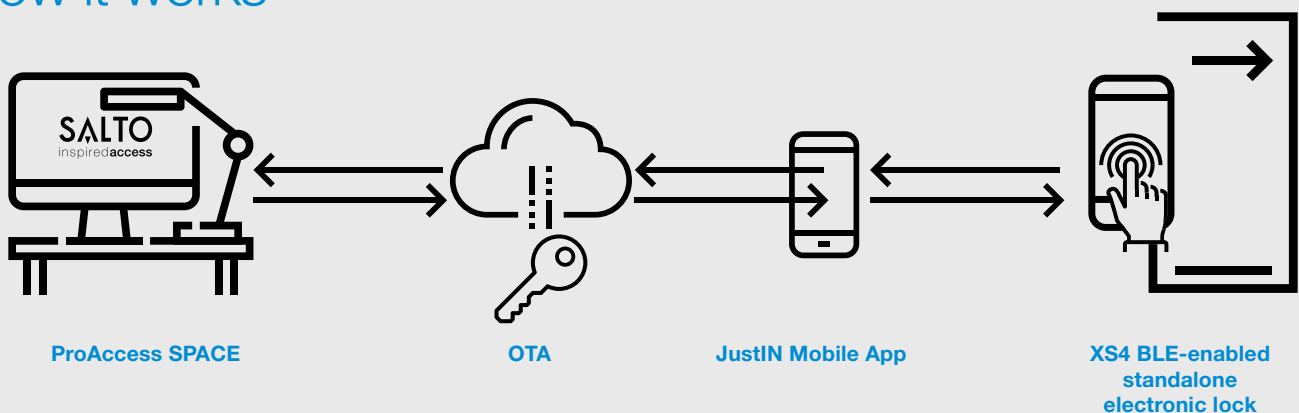 SALTO
inspiredaccess
ProAccess SPACE
OTA
JustIN Mobile App
XS4 BLE-enabled
standalone
electronic lock